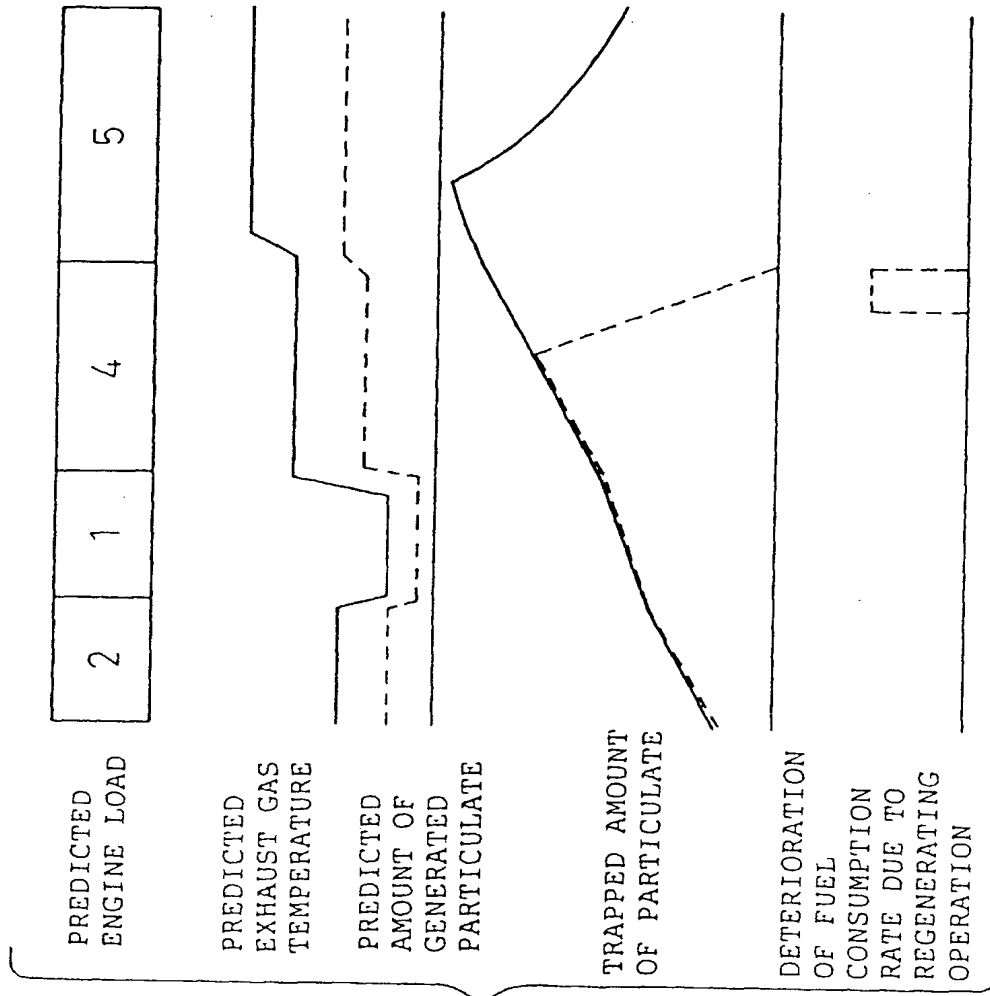 PREDICTED
ENGINE LOAD
2
1
4
5
PREDICTED
EXHAUST GAS
TEMPERATURE
PREDICTED
AMOUNT OF
GENERATED
PARTICULATE
TRAPPED AMOUNT
OF PARTICULATE
DETERIORATION
OF FUEL
CONSUMPTION
RATE DUE TO
REGENERATING
OPERATION